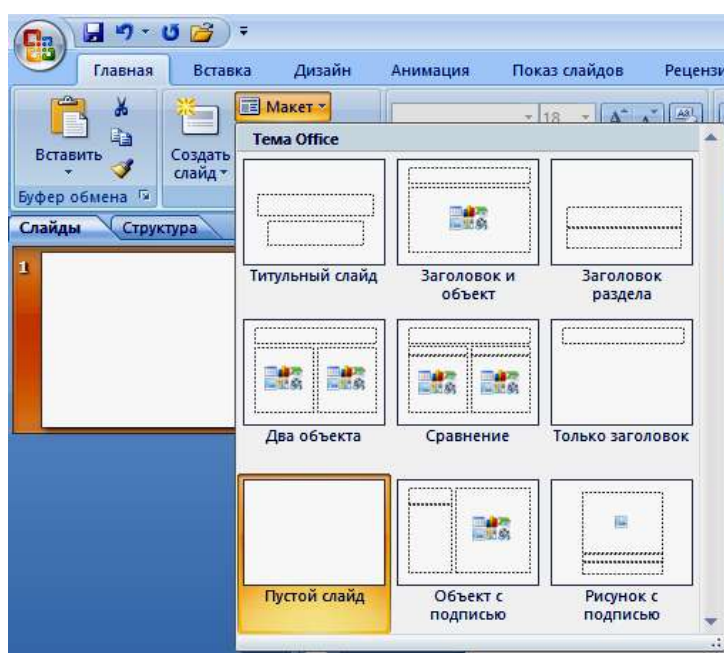 Главная Вставка Дизайн Анимация Показ слайдов
Вставить
Создать слайд
Макет
18
Буфер обмена
Слайды Структура
1
Тема Office
Титульный слайд
Заголовок и объект
Заголовок раздела
Два объекта
Сравнение
Только заголовок
Пустой слайд
Объект с подписью
Рисунок с подписью